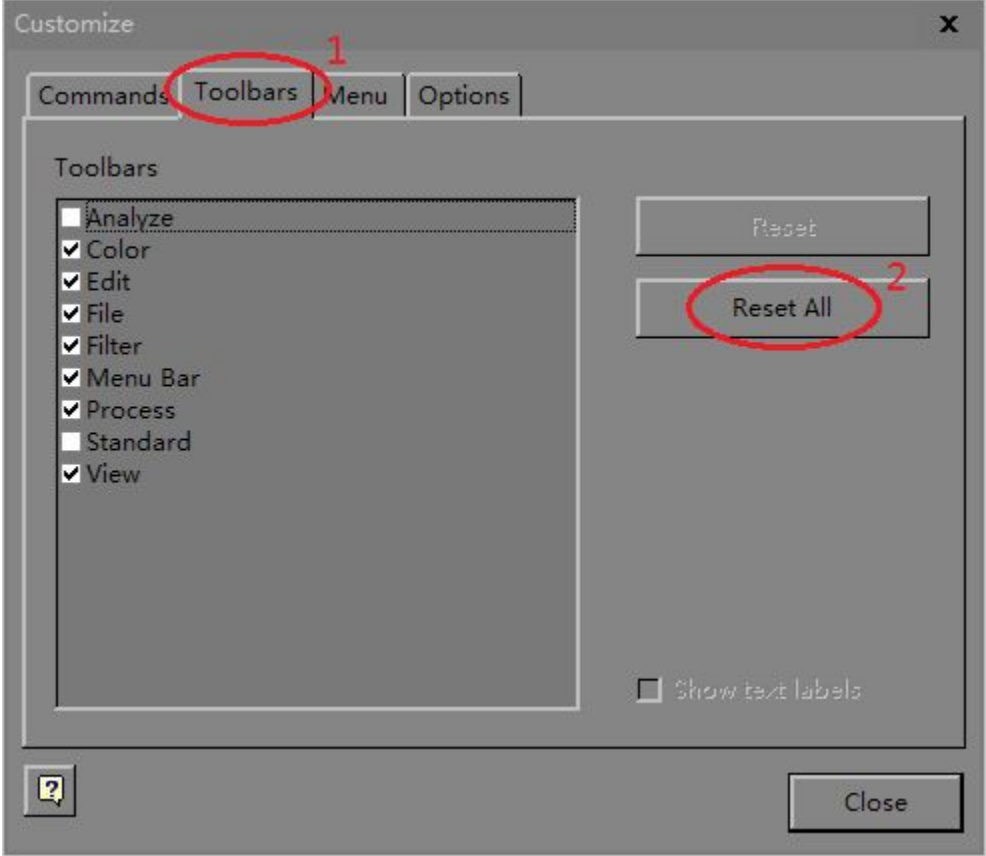 Customize
x
1
Commands Toolbars Menu Options
Toolbars
Analyze
Color
Edit
File
Filter
Menu Bar
Process
Standard
View
Reset
2
Reset All
Show text labels
?
Close